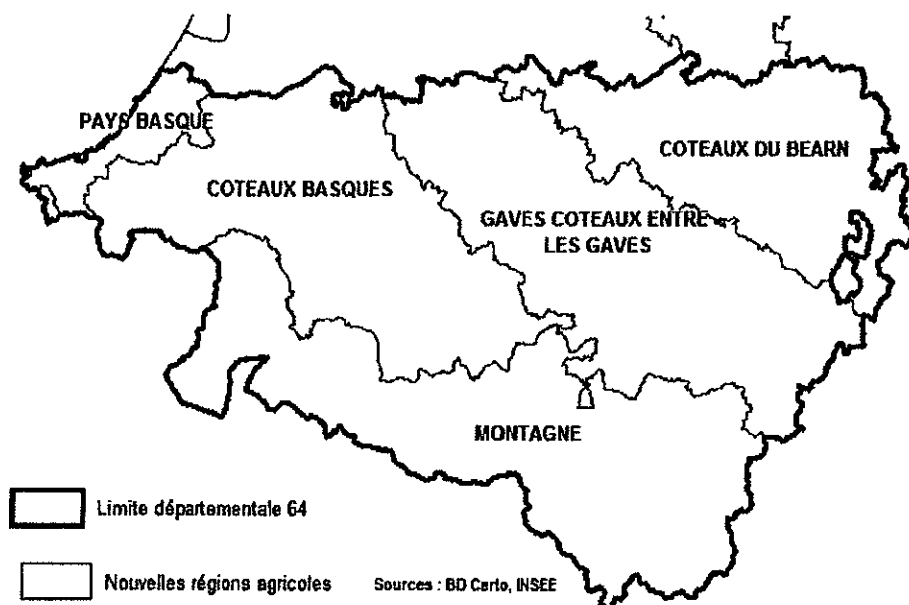 PAYS BASQUE
COTEAUX DU BEARN
COTEAUX BASQUES
GAVES COTEAUX ENTRE
LES GAVES
MONTAGNE
Limite départementale 64
Nouvelles régions agricoles
Sources : BD Carto, INSEE